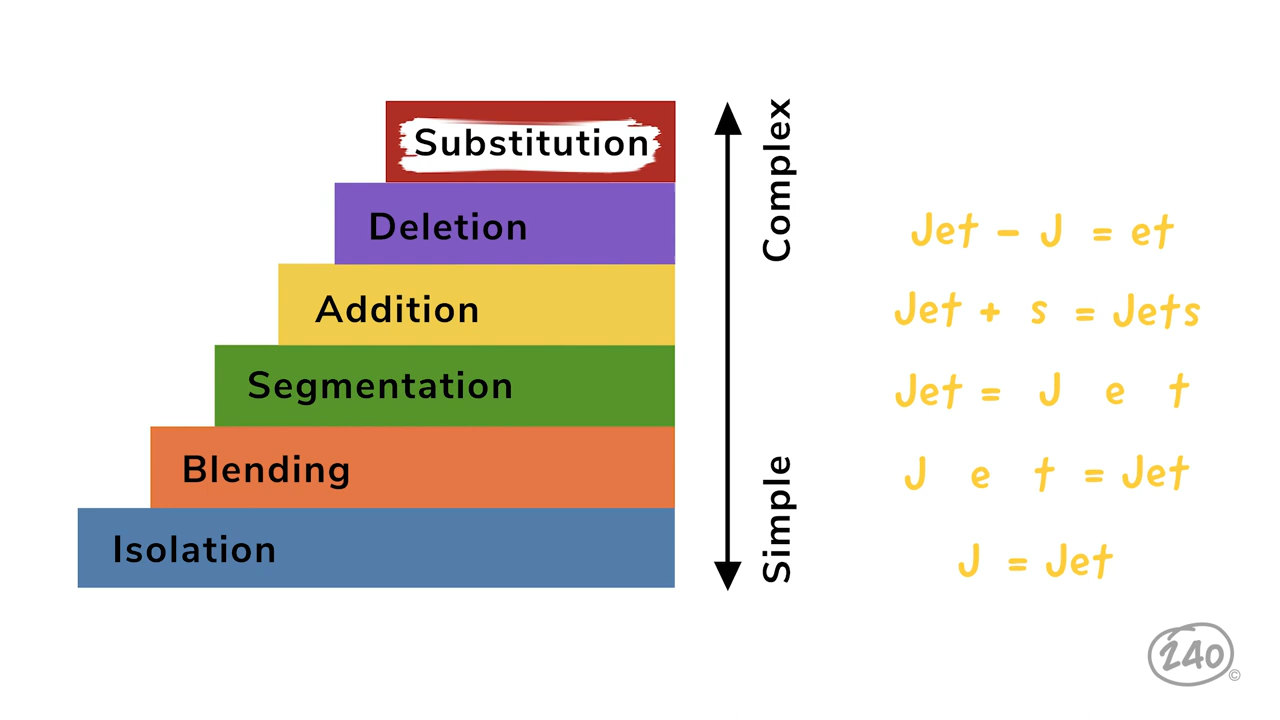 Substitution
Deletion
Addition
Segmentation
Blending
Isolation
Complex
Simple
Jet - J = et
Jet + s = Jets
Jet = J e t
J e t = Jet
J = Jet
240
©